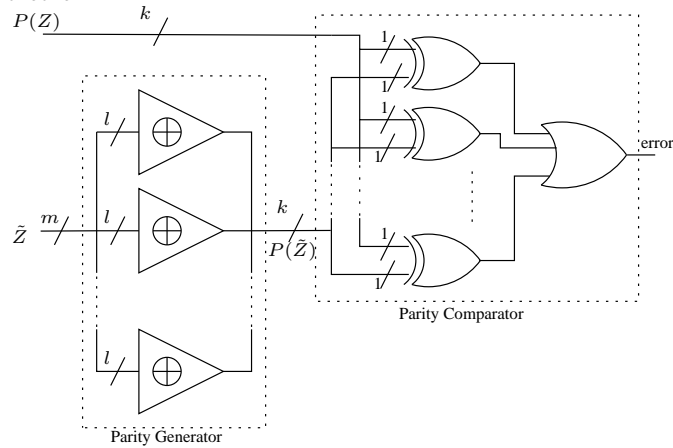 P(Z)
k
1
1
1
1
1
1
error
l
l
l
m
Z̃
k
P(Z̃)
Parity Comparator
Parity Generator